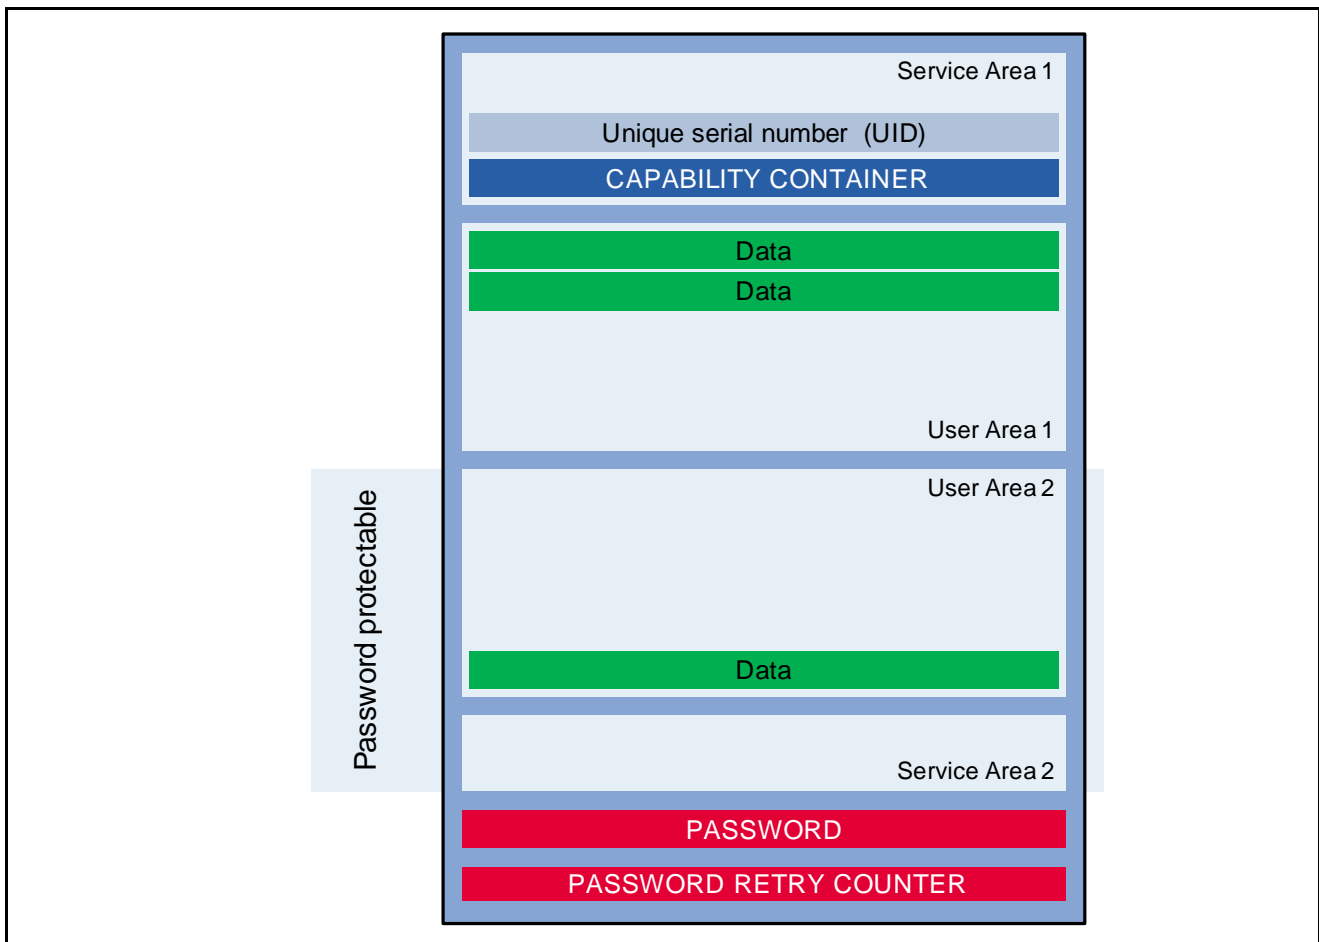 Service Area 1
Unique serial number (UID)
CAPABILITY CONTAINER
Data
Data
User Area 1
User Area 2
Password protectable
Data
Service Area 2
PASSWORD
PASSWORD RETRY COUNTER